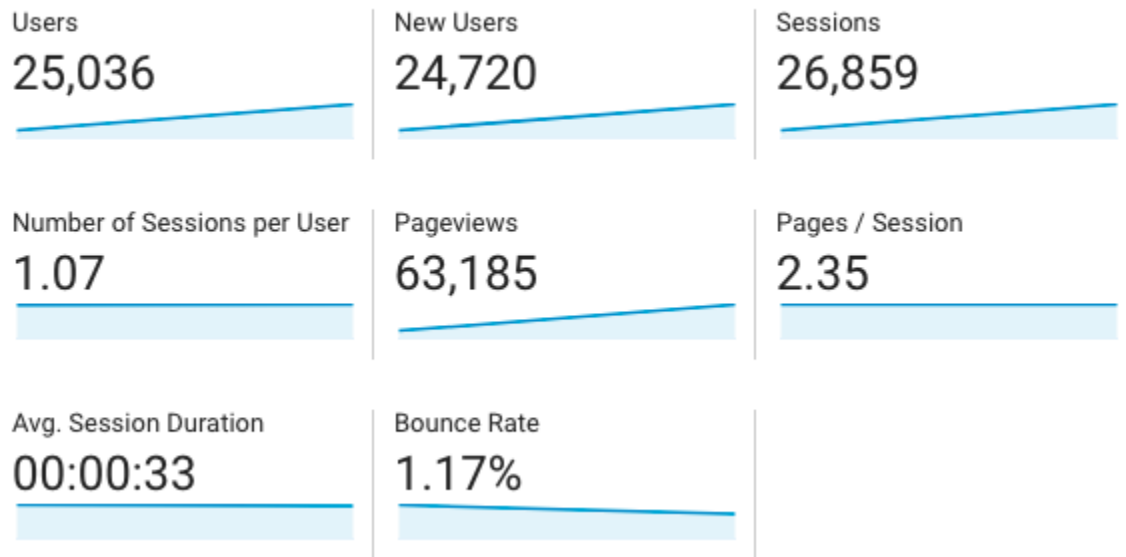 Users
25,036
New Users
24,720
Sessions
26,859
Number of Sessions per User
1.07
Pageviews
63,185
Pages / Session
2.35
Avg. Session Duration
00:00:33
Bounce Rate
1.17%